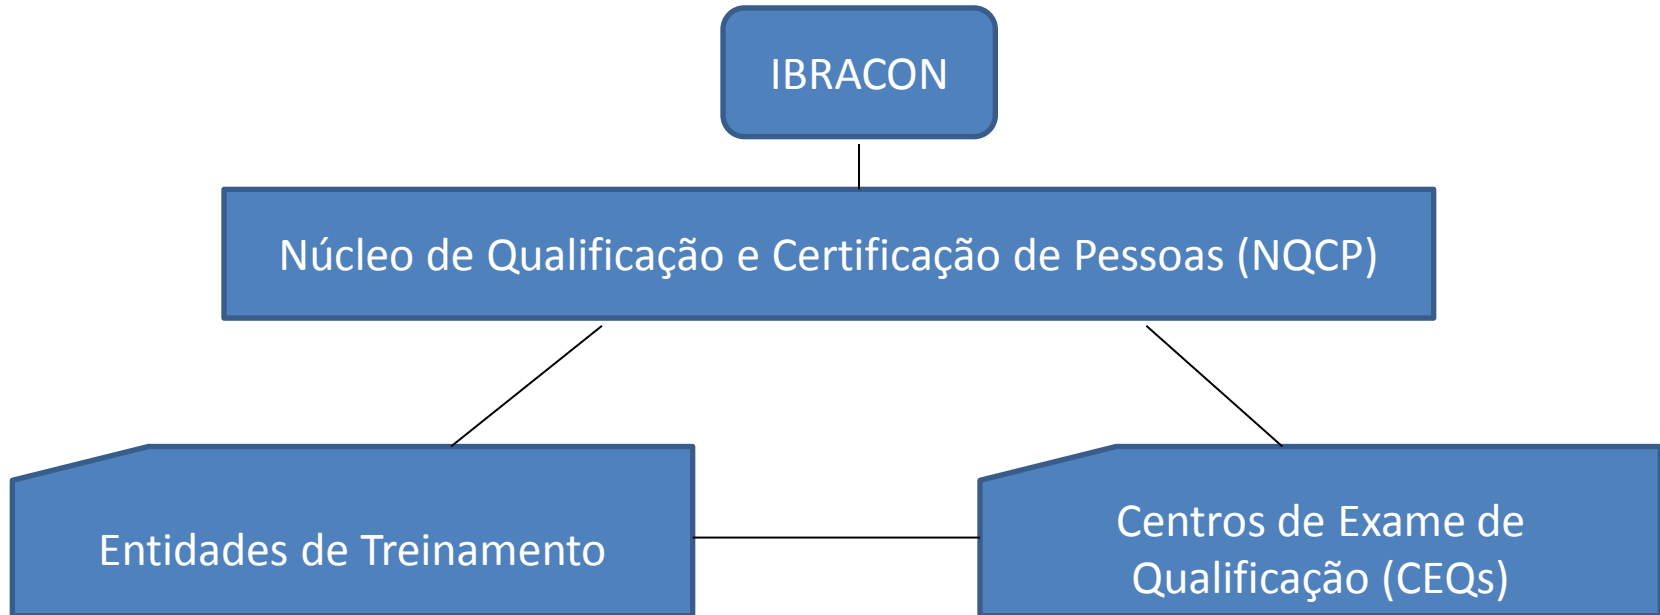 IBRACON
Núcleo de Qualificação e Certificação de Pessoas (NQCP)
Entidades de Treinamento
Centros de Exame de
Qualificação (CEQs)